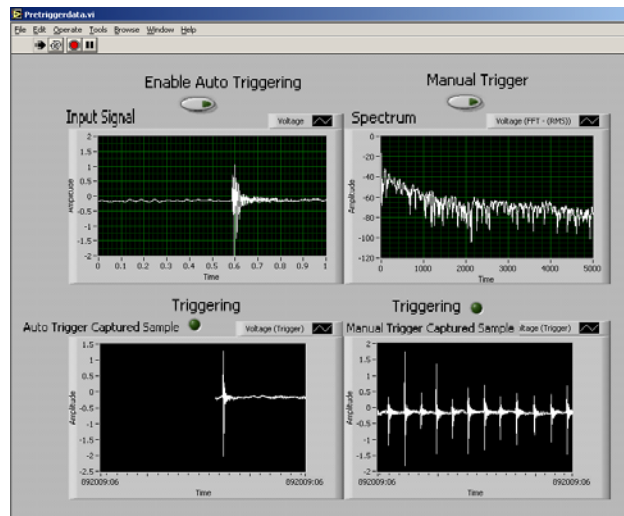 Pretriggerdata.vi
File Edit Operate Tools Browse Window Help
Enable Auto Triggering
Manual Trigger
Input Signal
Voltage
Spectrum
Voltage (FFT - (RMS))
2
1.5
1
0.5
0
-0.5
-1
-1.5
-2
Amplitude
0 0.1 0.2 0.3 0.4 0.5 0.6 0.7 0.8 0.9 1
Time
0
-20
-40
-60
-80
-100
-120
Amplitude
0 1000 2000 3000 4000 5000
Time
Triggering
Auto Trigger Captured Sample
Voltage (Trigger)
Triggering
Manual Trigger Captured Sample
ltage (Trigger)
1.5
1
0.5
0
-0.5
-1
-1.5
-2
-2.5
Amplitude
092009:06 092009:06
Time
2
1.5
1
0.5
0
-0.5
-1
-1.5
-2
Amplitude
092009:06 092009:06
Time